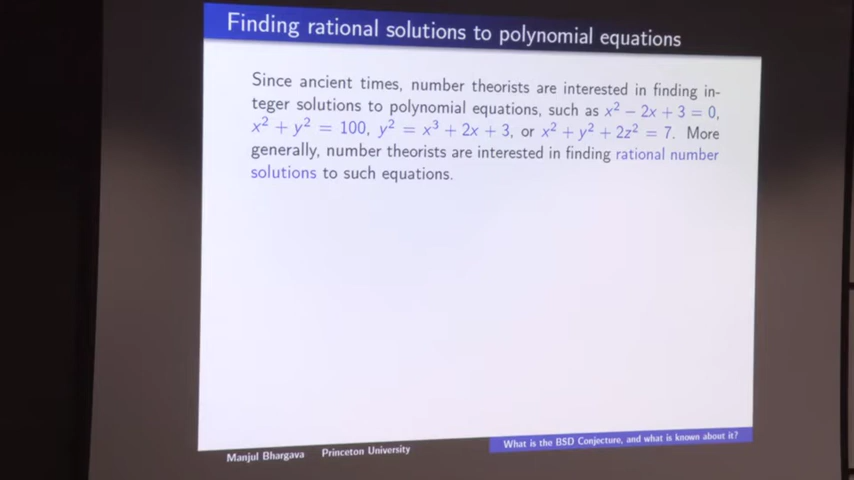 Finding rational solutions to polynomial equations
Since ancient times, number theorists are interested in finding in-
teger solutions to polynomial equations, such as x² − 2x + 3 = 0,
x² + y² = 100, y² = x³ + 2x + 3, or x² + y² + 2z² = 7. More
generally, number theorists are interested in finding rational number
solutions to such equations.
Manjul Bhargava Princeton University
What is the BSD Conjecture, and what is known about it?